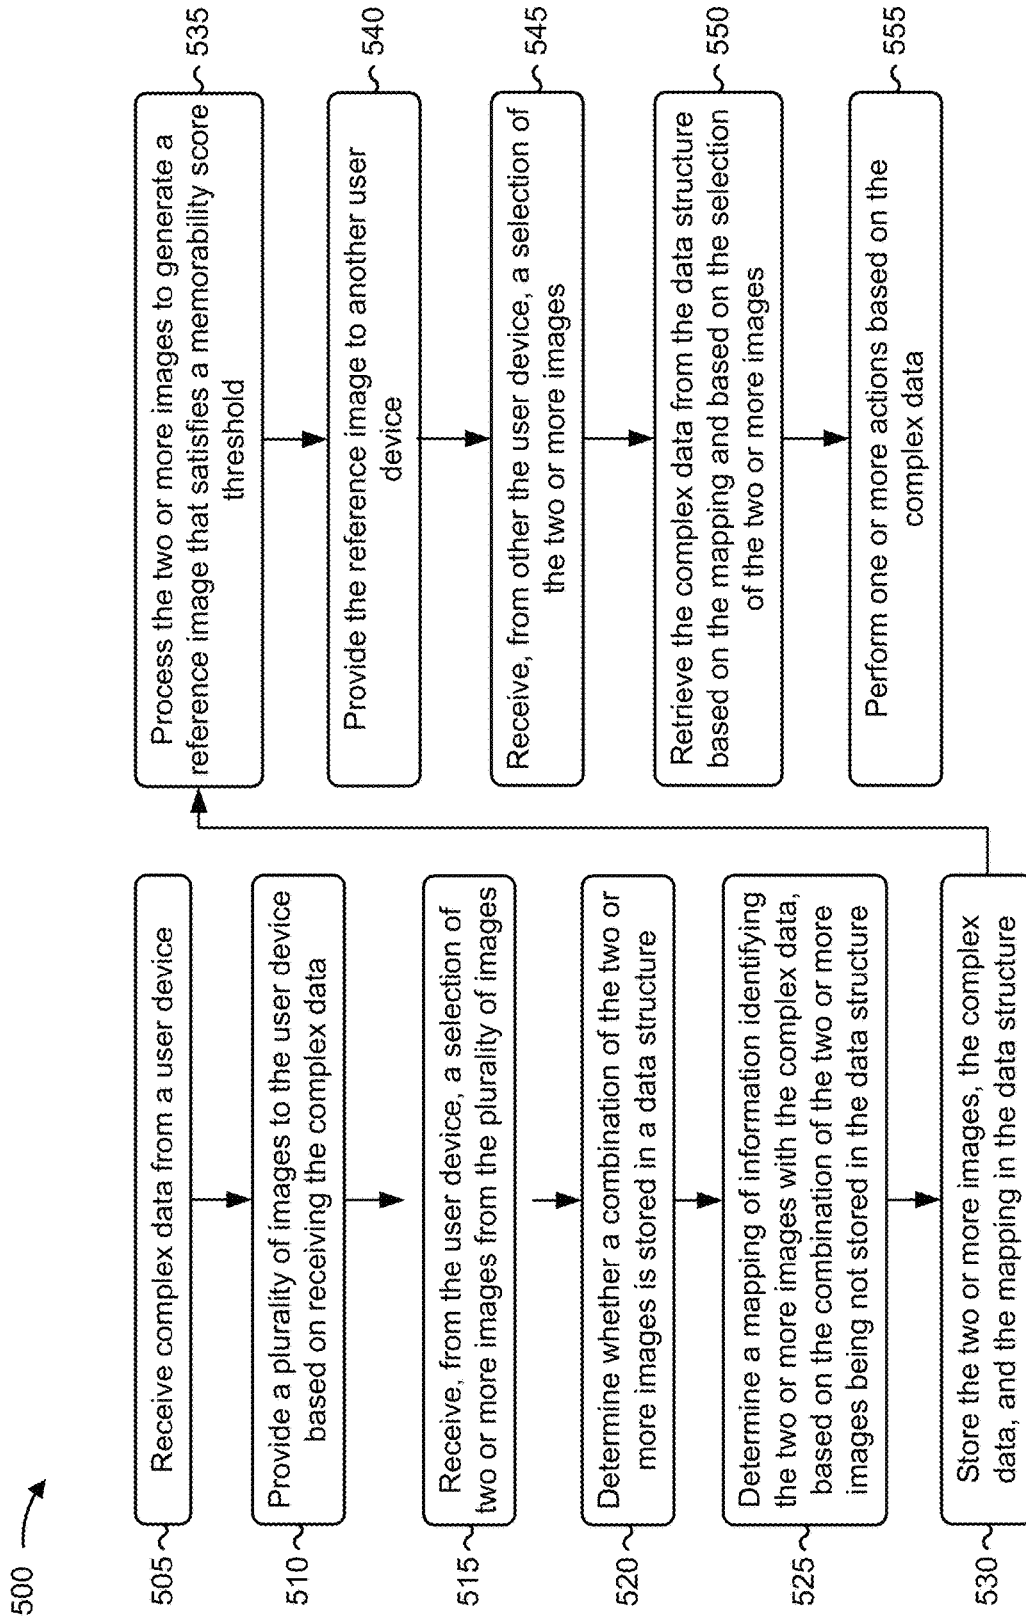 500
505
Receive complex data from a user device
510
Provide a plurality of images to the user device
based on receiving the complex data
515
Receive, from the user device, a selection of
two or more images from the plurality of images
520
Determine whether a combination of the two or
more images is stored in a data structure
525
Determine a mapping of information identifying
the two or more images with the complex data,
based on the combination of the two or more
images being not stored in the data structure
530
Store the two or more images, the complex
data, and the mapping in the data structure
535
Process the two or more images to generate a
reference image that satisfies a memorability score
threshold
540
Provide the reference image to another user
device
545
Receive, from other the user device, a selection of
the two or more images
550
Retrieve the complex data from the data structure
based on the mapping and based on the selection
of the two or more images
555
Perform one or more actions based on the
complex data